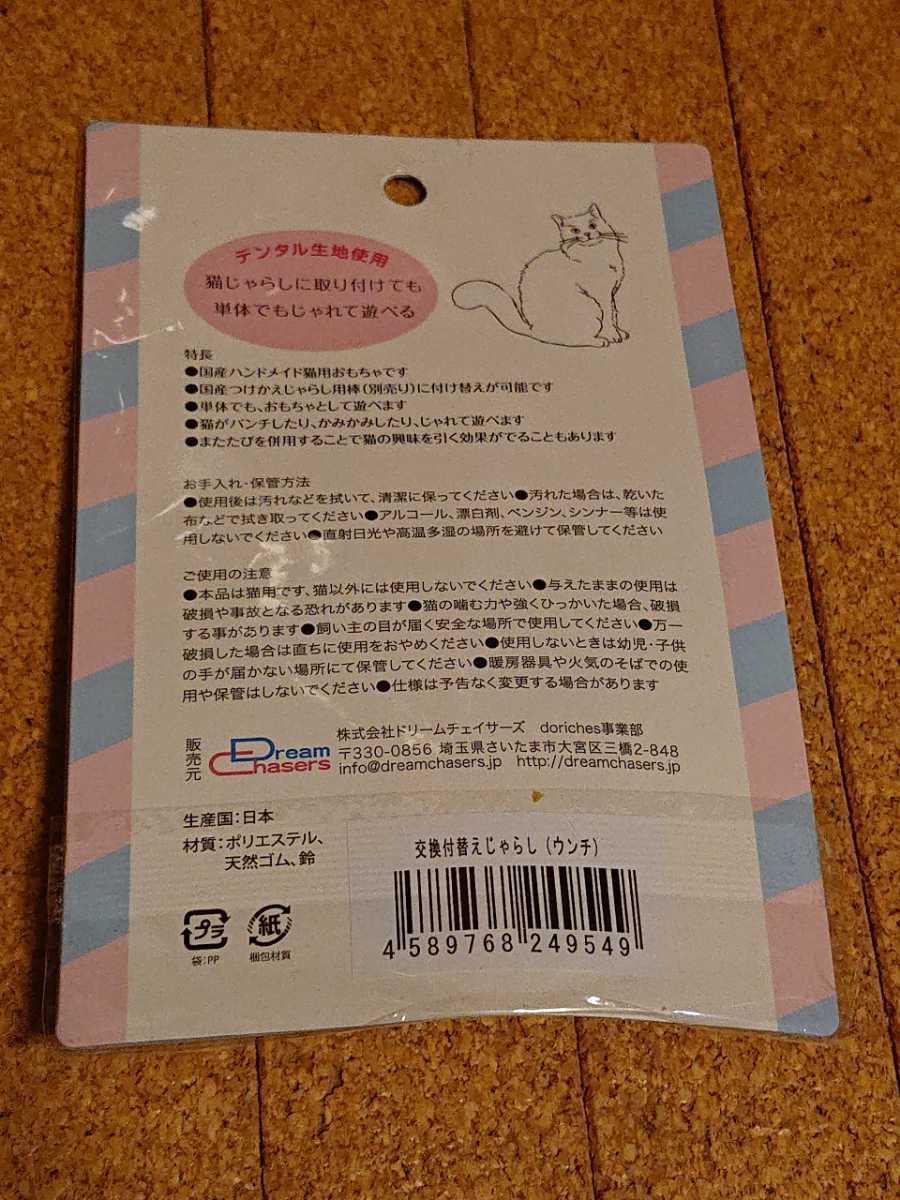 デンタル生地使用
猫じゃらしに取り付けても
単体でもじゃれて遊べる
特長
●国産ハンドメイド猫用おもちゃです
●国産つけかえじゃらし用棒(別売り)に付け替えが可能です
●単体でも、おもちゃとして遊べます
●猫がパンチしたり、かみかみしたり、じゃれて遊べます
●またたびを併用することで猫の興味を引く効果がでることもあります
お手入れ・保管方法
●使用後は汚れなどを拭いて、清潔に保ってください●汚れた場合は、乾いた
布などで拭き取ってください●アルコール、漂白剤、ベンジン、シンナー等は使
用しないでください●直射日光や高温多湿の場所を避けて保管してください
ご使用の注意
●本品は猫用です、猫以外には使用しないでください●与えたままの使用は
破損や事故となる恐れがあります●猫の噛む力や強くひっかいた場合、破損
する事があります●飼い主の目が届く安全な場所で使用してください●万一
破損した場合は直ちに使用をおやめください●使用しないときは幼児・子供
の手が届かない場所にて保管してください●暖房器具や火気のそばでの使
用や保管はしないでください●仕様は予告なく変更する場合があります
販売元
Dream
Chasers
株式会社ドリームチェイサーズ doriches事業部
〒330-0856 埼玉県さいたま市大宮区三橋2-848
info@dreamchasers.jp http://dreamchasers.jp
生産国:日本
材質:ポリエステル、
天然ゴム、鈴
プラ
袋:PP
紙
梱包材質
交換付替えじゃらし(ウンチ)
4 589768 249549